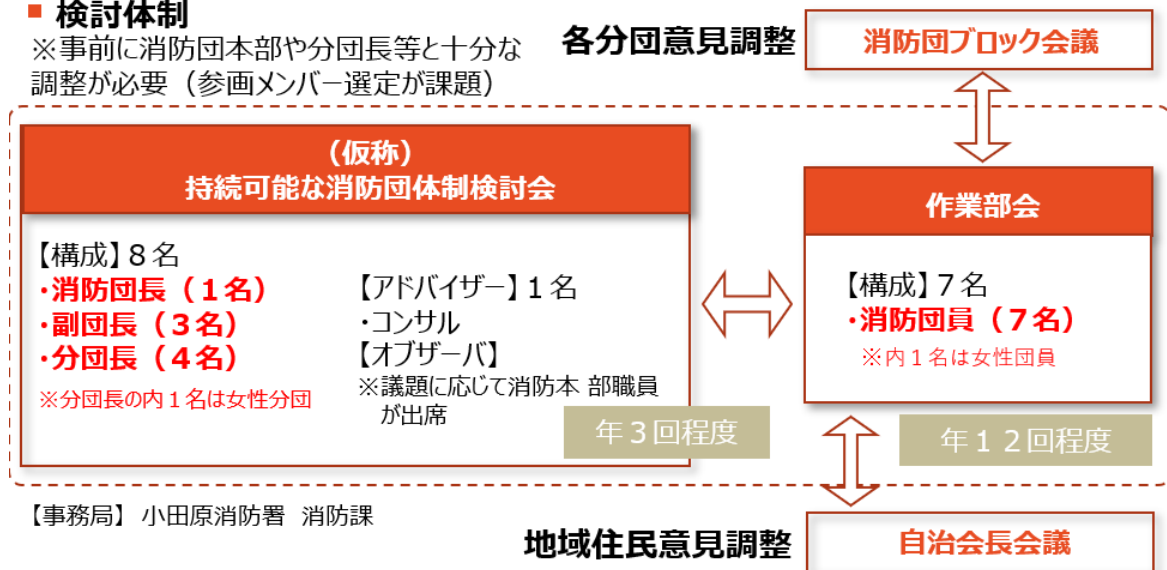 ▪ 検討体制
※事前に消防団本部や分団長等と十分な
調整が必要（参画メンバー選定が課題）
各分団意見調整
消防団ブロック会議
（仮称）
持続可能な消防団体制検討会
【構成】８名
・消防団長（１名）
・副団長（３名）
・分団長（４名）
※分団長の内１名は女性分団
【アドバイザー】１名
・コンサル
【オブザーバ】
※議題に応じて消防本 部職員
が出席
年３回程度
作業部会
【構成】７名
・消防団員（７名）
※内１名は女性団員
年１２回程度
【事務局】 小田原消防署 消防課
地域住民意見調整
自治会長会議